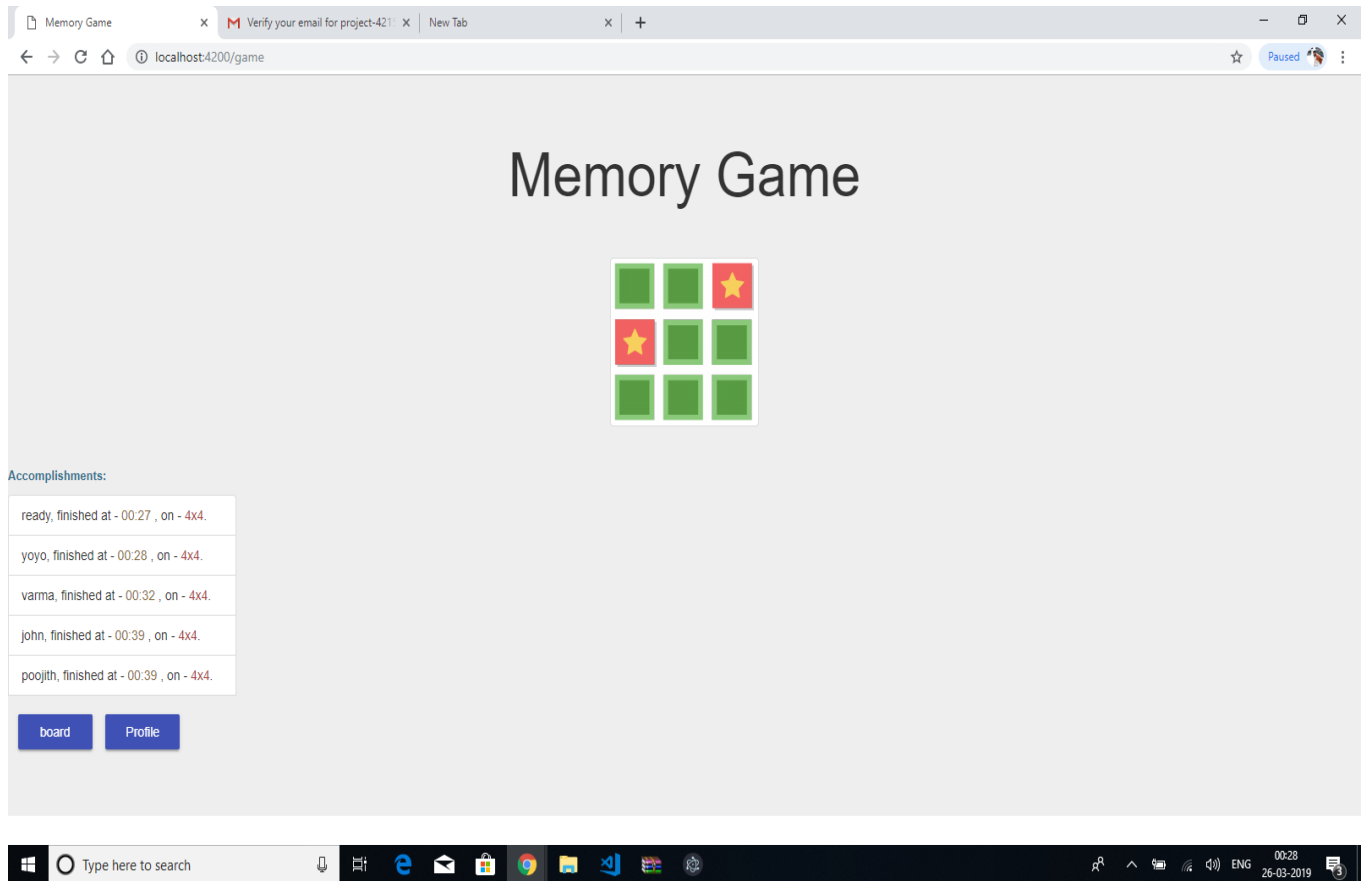 Memory Game
Verify your email for project-421
New Tab
localhost:4200/game
Paused
Memory Game
Accomplishments:
ready, finished at - 00:27 , on - 4x4.
yoyo, finished at - 00:28 , on - 4x4.
varma, finished at - 00:32 , on - 4x4.
john, finished at - 00:39 , on - 4x4.
poojith, finished at - 00:39 , on - 4x4.
board Profile
Type here to search
ENG
00:28
26-03-2019
3